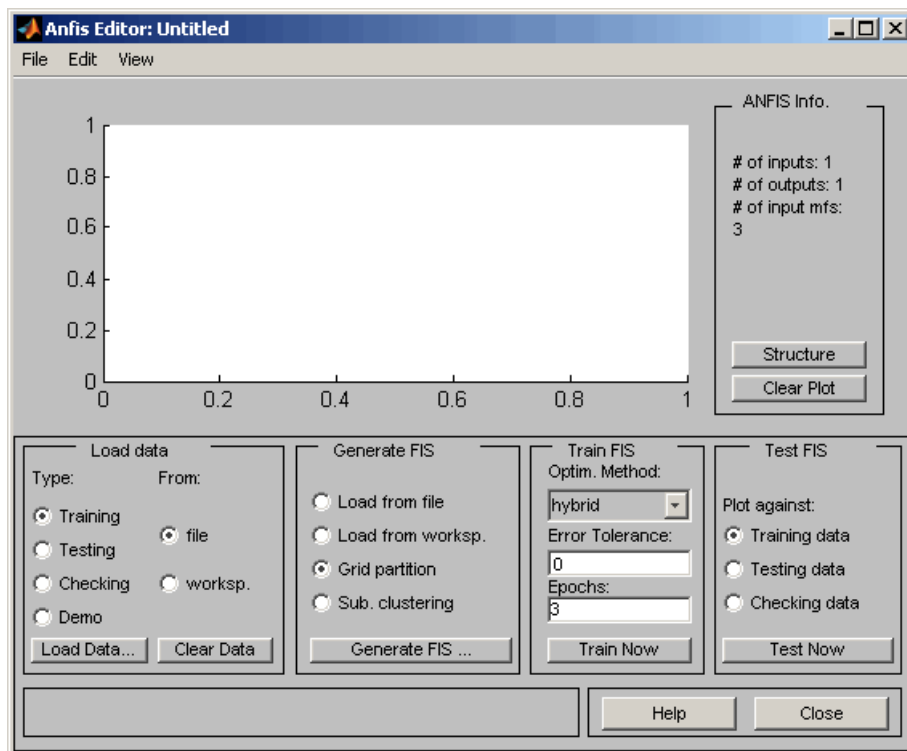 Anfis Editor: Untitled
File Edit View
ANFIS Info.
# of inputs: 1
# of outputs: 1
# of input mfs:
3
Structure
Clear Plot
1
0.8
0.6
0.4
0.2
0
0 0.2 0.4 0.6 0.8 1
Load data
Type: From:
Training
Testing
Checking
Demo
file
worksp.
Load Data... Clear Data
Generate FIS
Load from file
Load from worksp.
Grid partition
Sub. clustering
Generate FIS ...
Train FIS
Optim. Method:
hybrid
Error Tolerance:
0
Epochs:
3
Train Now
Test FIS
Plot against:
Training data
Testing data
Checking data
Test Now
Help Close